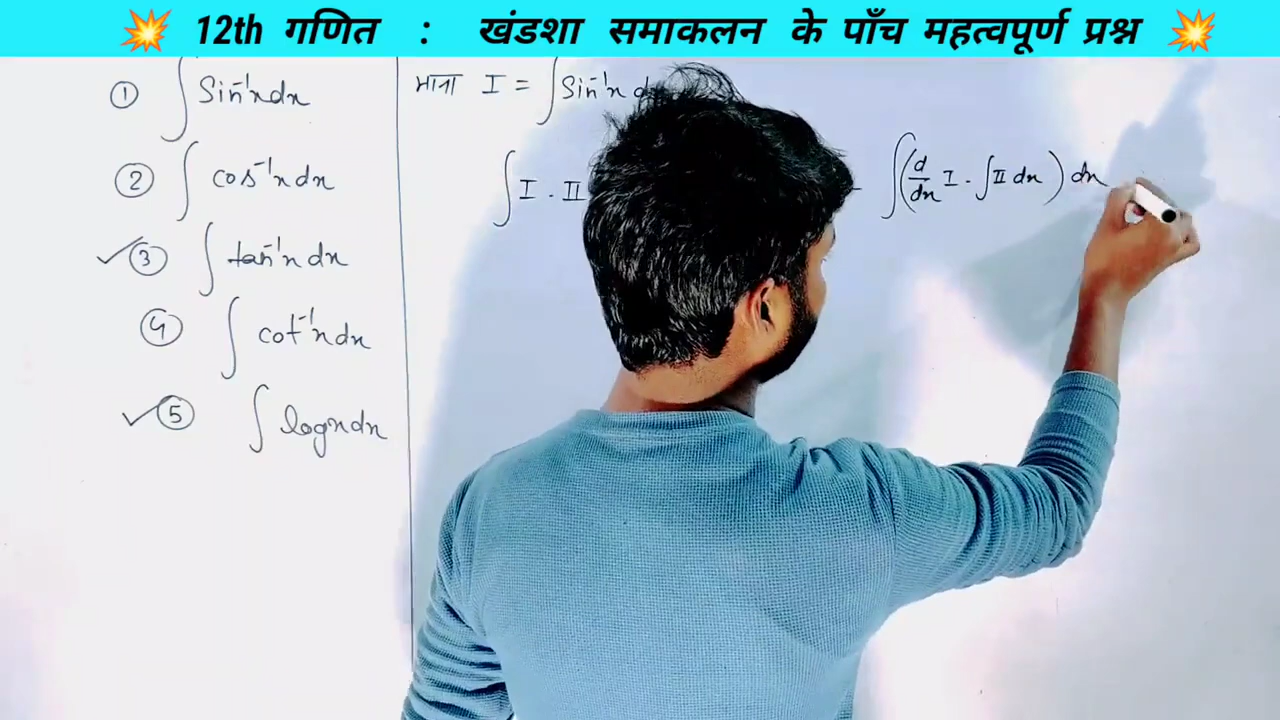 12th गणित : खंडशा समाकलन के पाँच महत्वपूर्ण प्रश्न
① ∫ Sin⁻¹x dx
② ∫ cos⁻¹x dx
✓③ ∫ tan⁻¹x dx
④ ∫ cot⁻¹x dx
✓⑤ ∫ logx dx
माना I = ∫ Sin⁻¹x dx
∫ I . II – ∫ (d/dx I . ∫ II dx) dx